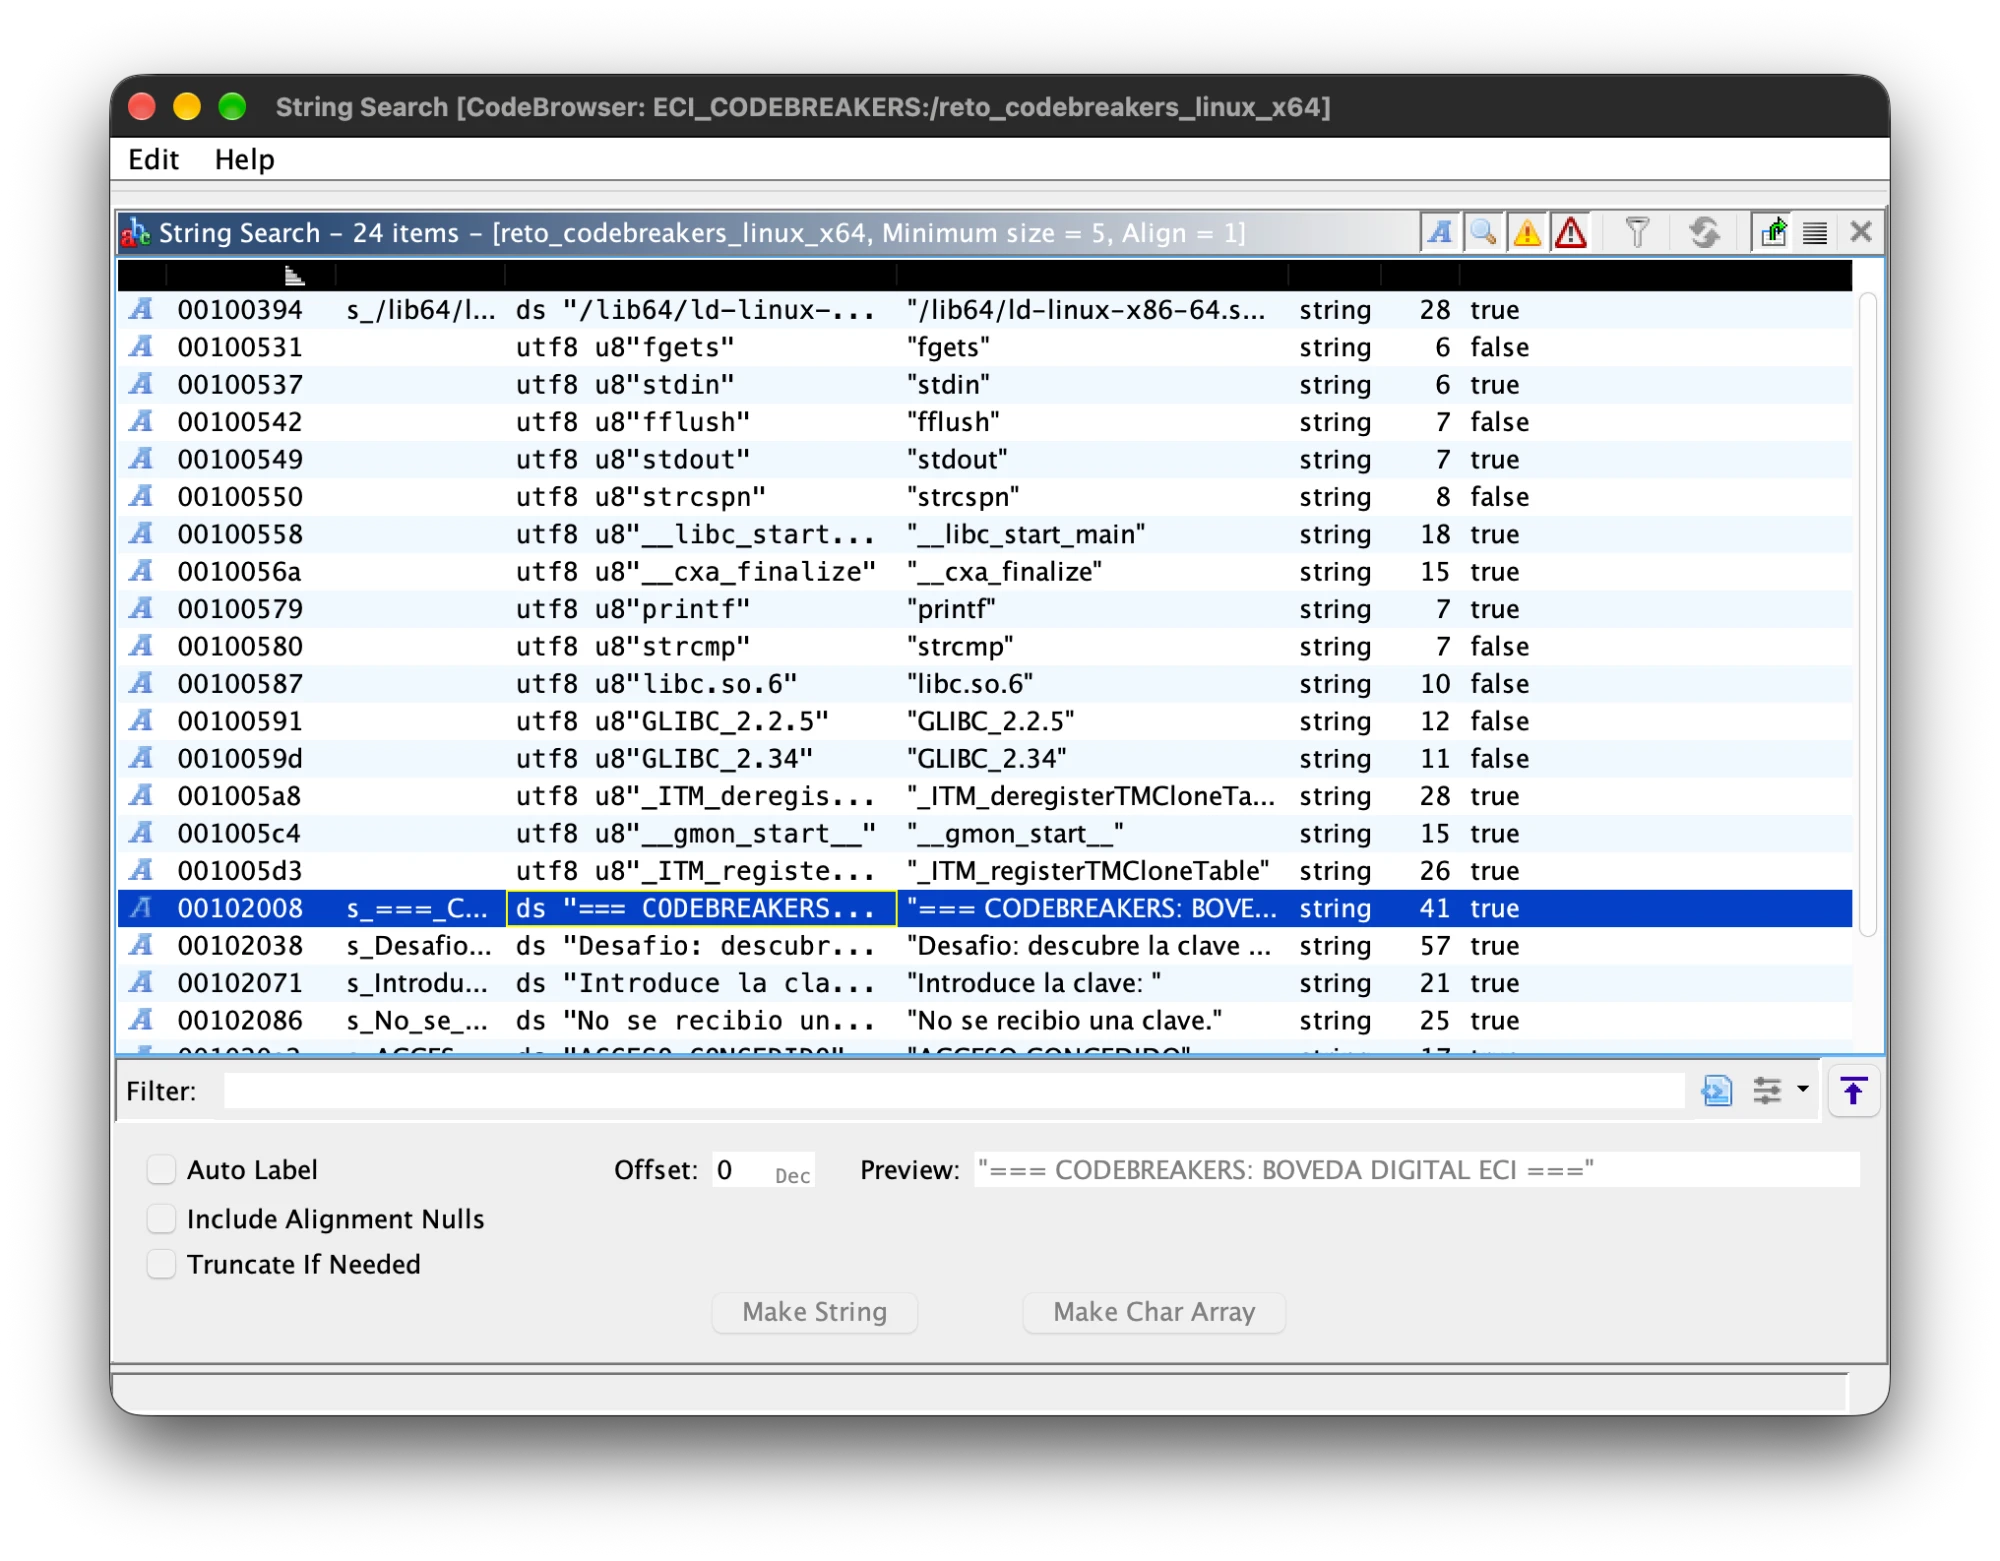 String Search [CodeBrowser: ECI_CODEBREAKERS:/reto_codebreakers_linux_x64]
Edit Help
String Search – 24 items – [reto_codebreakers_linux_x64, Minimum size = 5, Align = 1]
A 00100394 s_/lib64/l... ds "/lib64/ld-linux-... "/lib64/ld-linux-x86-64.s... string 28 true
A 00100531 utf8 u8"fgets" "fgets" string 6 false
A 00100537 utf8 u8"stdin" "stdin" string 6 true
A 00100542 utf8 u8"fflush" "fflush" string 7 false
A 00100549 utf8 u8"stdout" "stdout" string 7 true
A 00100550 utf8 u8"strcspn" "strcspn" string 8 false
A 00100558 utf8 u8"__libc_start... "__libc_start_main" string 18 true
A 0010056a utf8 u8"__cxa_finalize" "__cxa_finalize" string 15 true
A 00100579 utf8 u8"printf" "printf" string 7 true
A 00100580 utf8 u8"strcmp" "strcmp" string 7 false
A 00100587 utf8 u8"libc.so.6" "libc.so.6" string 10 false
A 00100591 utf8 u8"GLIBC_2.2.5" "GLIBC_2.2.5" string 12 false
A 0010059d utf8 u8"GLIBC_2.34" "GLIBC_2.34" string 11 false
A 001005a8 utf8 u8"_ITM_deregis... "_ITM_deregisterTMCloneTa... string 28 true
A 001005c4 utf8 u8"__gmon_start__" "__gmon_start__" string 15 true
A 001005d3 utf8 u8"_ITM_registe... "_ITM_registerTMCloneTable" string 26 true
A 00102008 s_===_C... ds "=== CODEBREAKERS... "=== CODEBREAKERS: BOVE... string 41 true
A 00102038 s_Desafio... ds "Desafio: descubr... "Desafio: descubre la clave ... string 57 true
A 00102071 s_Introdu... ds "Introduce la cla... "Introduce la clave: " string 21 true
A 00102086 s_No_se_... ds "No se recibio un... "No se recibio una clave." string 25 true
ds "ACCESO CONCEDIDO" "ACCESO CONCEDIDO" string 17 true
Filter:
Auto Label Offset: 0 Dec Preview: "=== CODEBREAKERS: BOVEDA DIGITAL ECI ==="
Include Alignment Nulls
Truncate If Needed
Make String Make Char Array